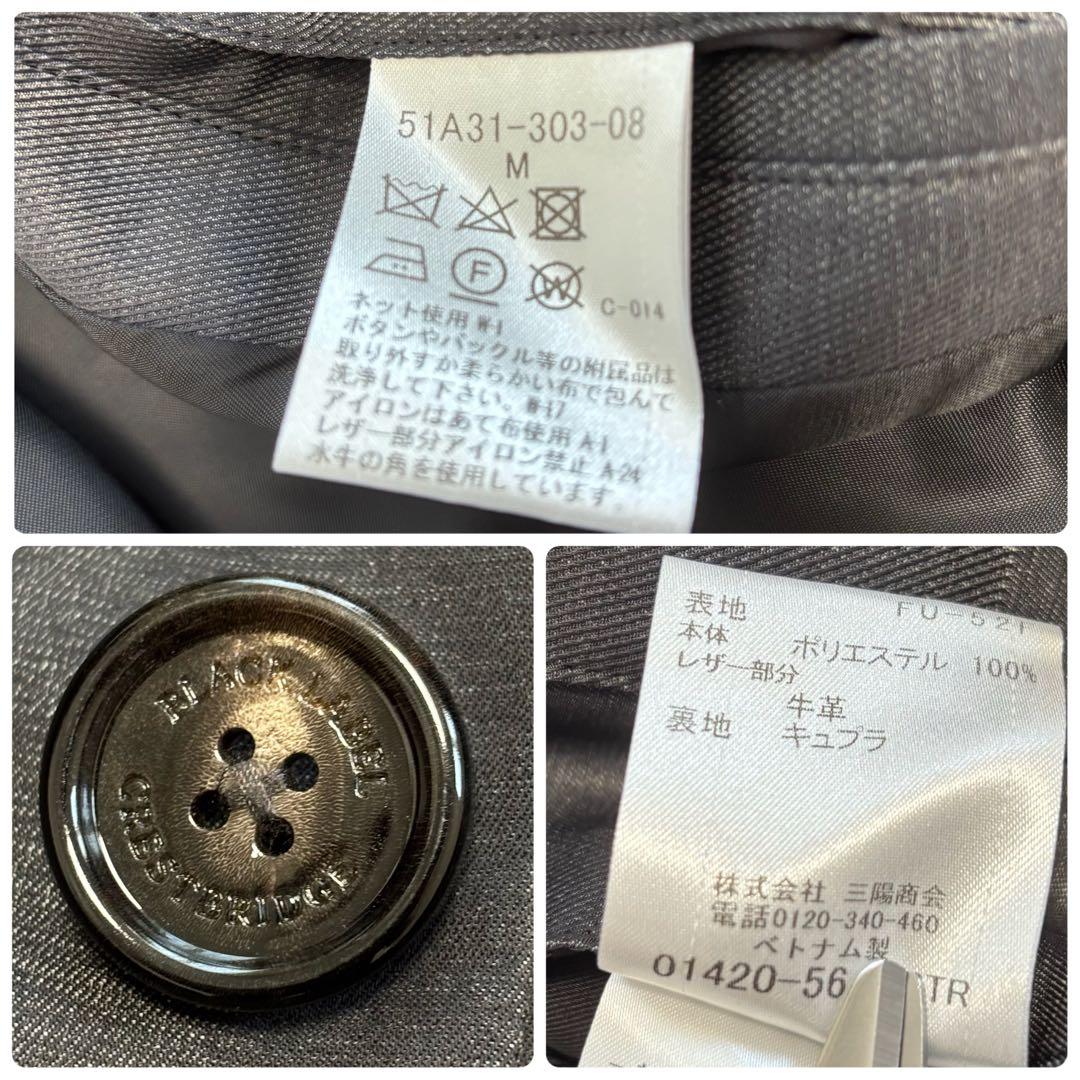 51A31-303-08
M
F
W
C-014
ネット使用 W-1
ボタンやバックル等の附属品は
取り外すか柔らかい布で包んで
洗浄して下さい。W-17
アイロンはあて布使用 A-1
レザー部分アイロン禁止 A-24
水牛の角を使用しています。
BLACK LABEL
CRESTBRIDGE
表地 FU-521
本体 ポリエステル 100%
レザー部分
牛革
裏地 キュプラ
株式会社 三陽商会
電話0120-340-460
ベトナム製
01420-56 TR